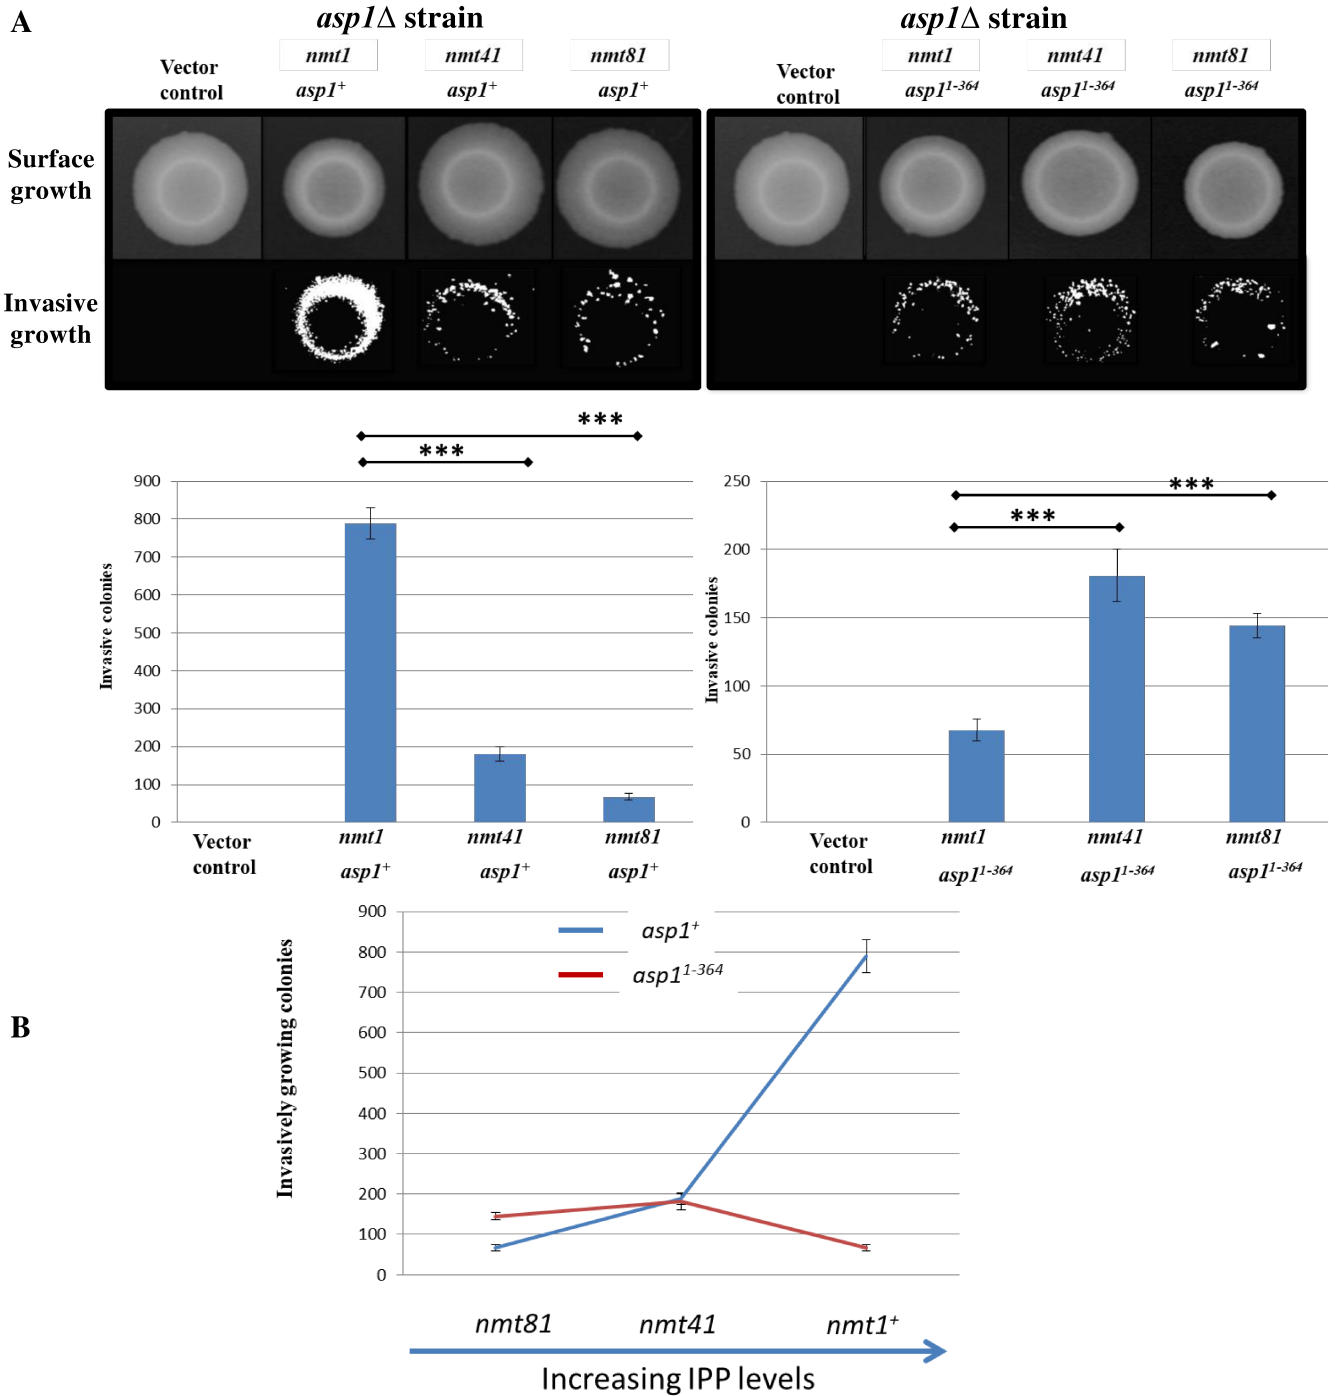 A
asp1Δ strain
asp1Δ strain
Vector control
nmt1 asp1⁺
nmt41 asp1⁺
nmt81 asp1⁺
Vector control
nmt1 asp1¹⁻³⁶⁴
nmt41 asp1¹⁻³⁶⁴
nmt81 asp1¹⁻³⁶⁴
Surface
growth
Invasive
growth
***
***
900
800
700
600
500
400
300
200
100
0
Invasive colonies
Vector
control
nmt1
asp1⁺
nmt41
asp1⁺
nmt81
asp1⁺
***
***
250
200
150
100
50
0
Invasive colonies
Vector
control
nmt1
asp1¹⁻³⁶⁴
nmt41
asp1¹⁻³⁶⁴
nmt81
asp1¹⁻³⁶⁴
B
Invasively growing colonies
900
800
700
600
500
400
300
200
100
0
asp1⁺
asp1¹⁻³⁶⁴
nmt81
nmt41
nmt1⁺
Increasing IPP levels